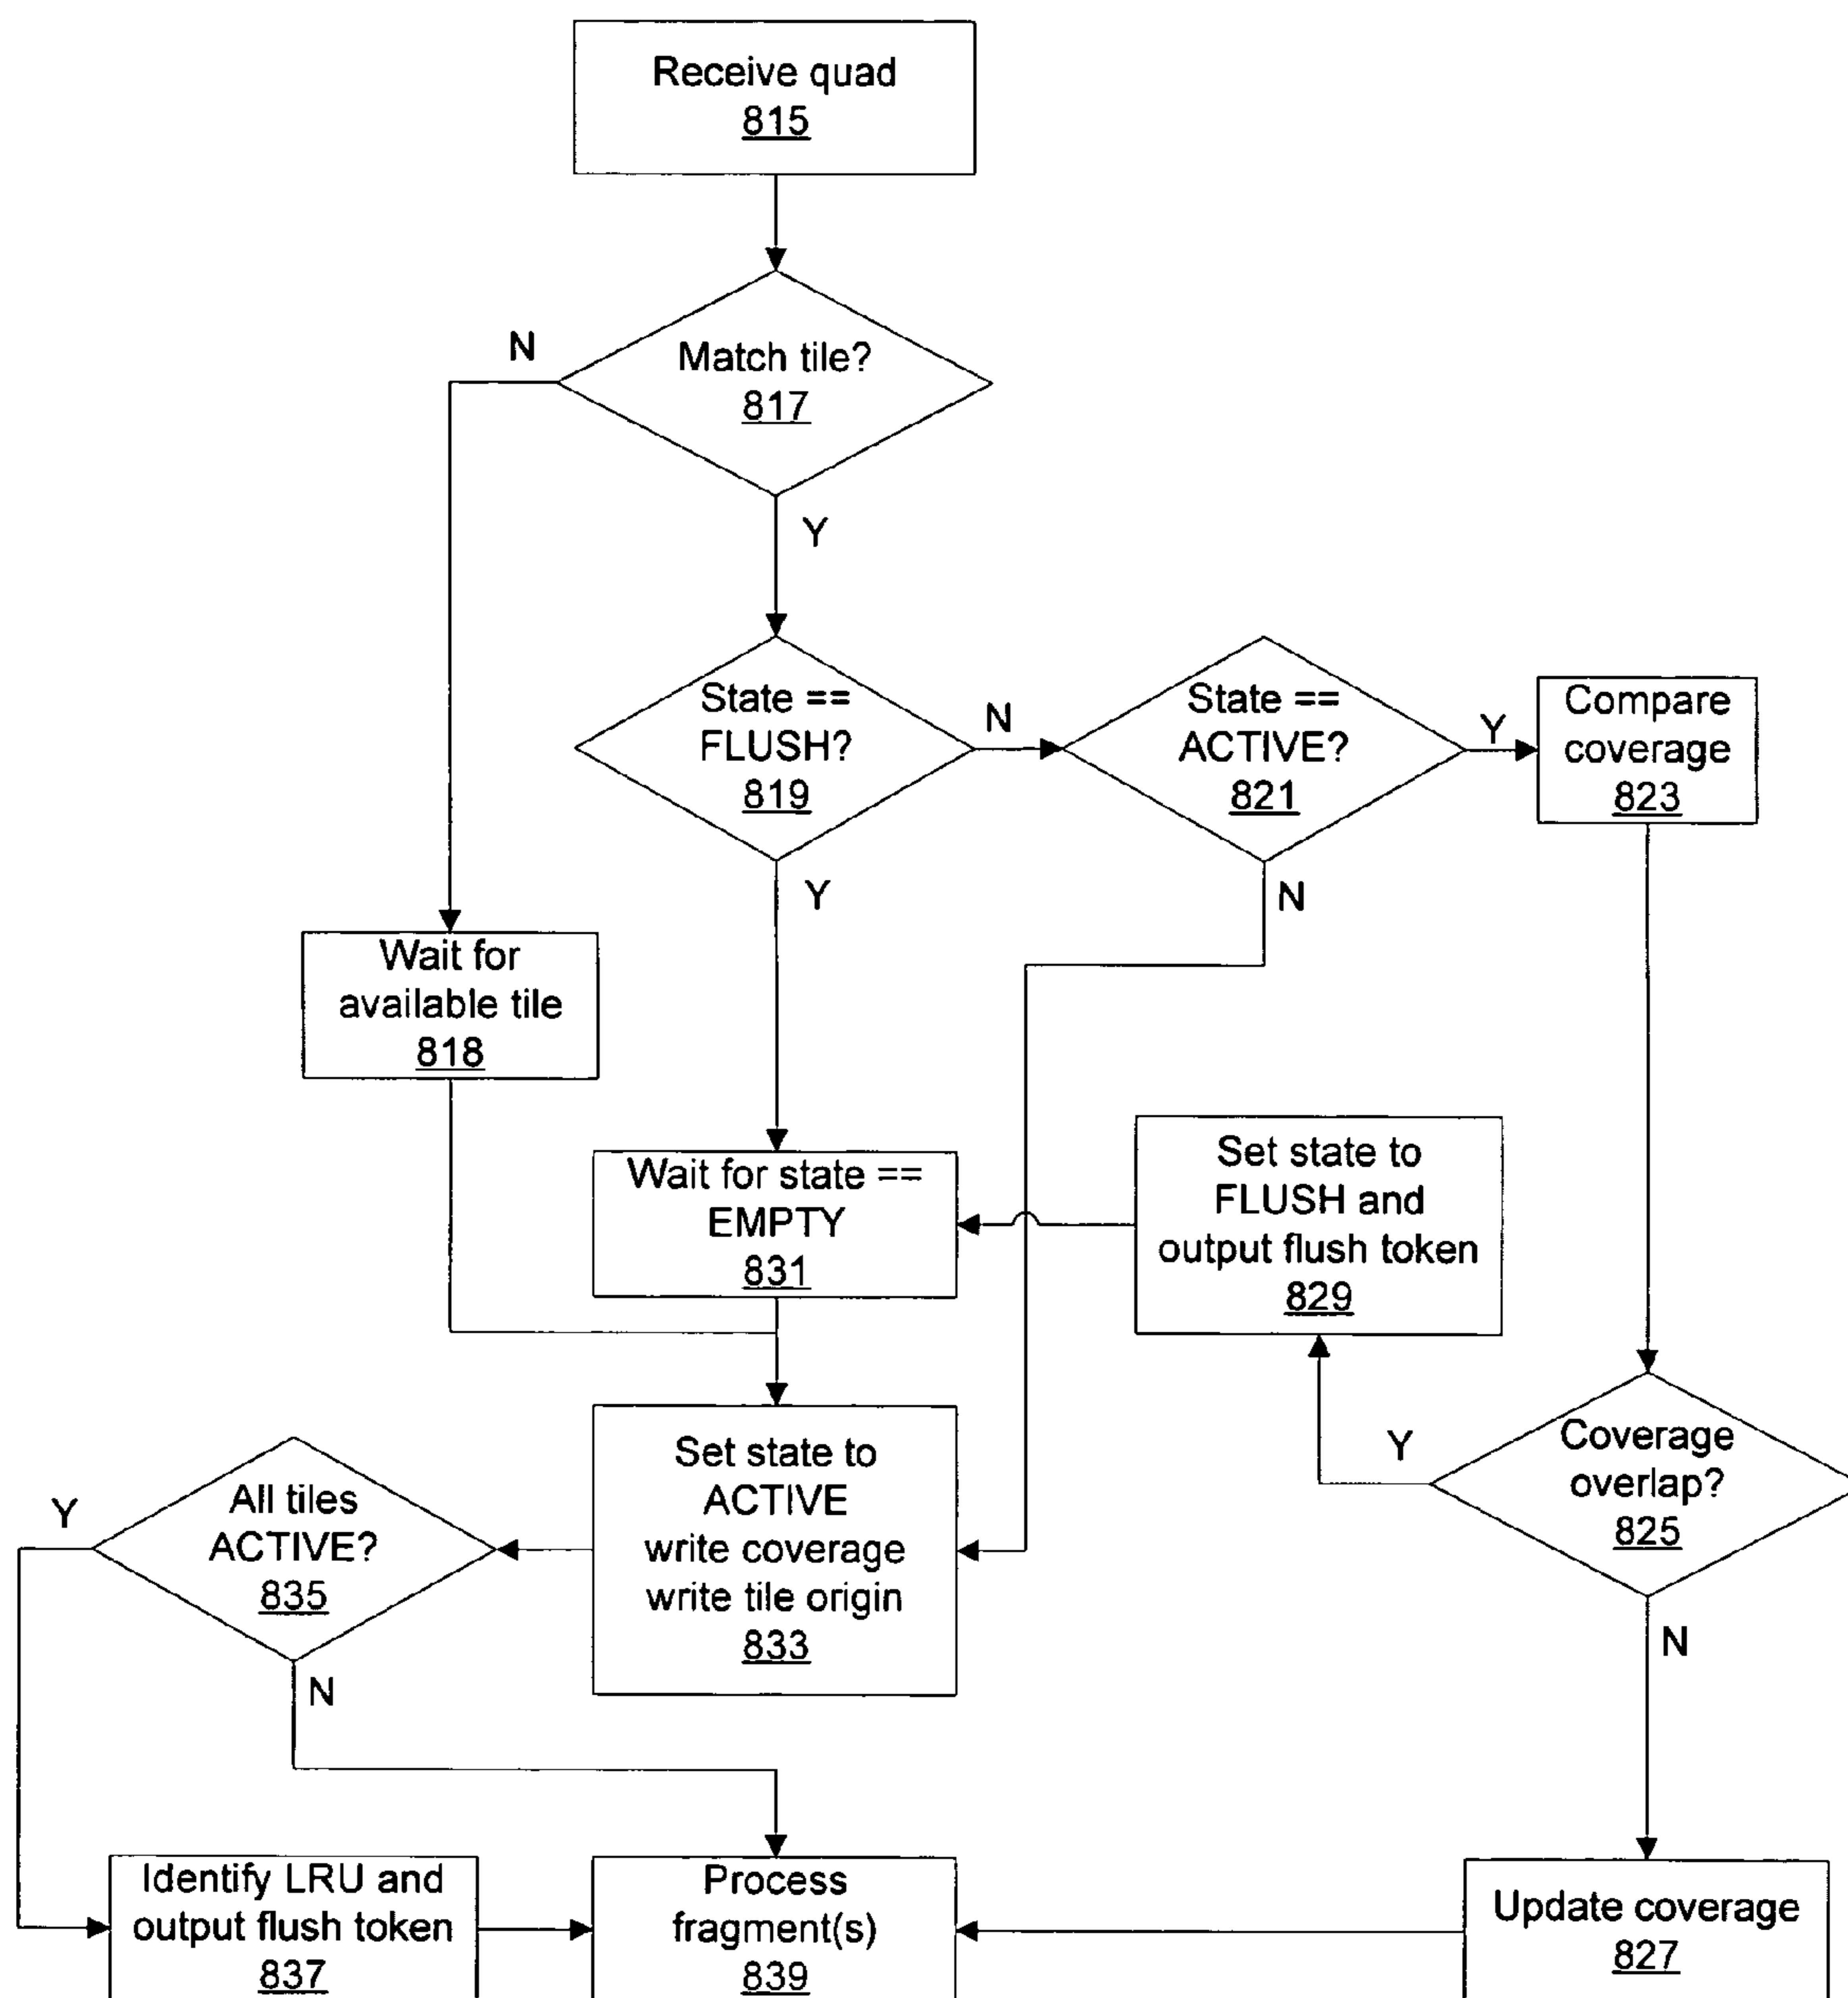 Receive quad
815
Match tile?
817
N
Y
State ==
FLUSH?
819
N
Y
State ==
ACTIVE?
821
Y
N
Compare
coverage
823
Wait for
available tile
818
Wait for state ==
EMPTY
831
Set state to
FLUSH and
output flush token
829
Coverage
overlap?
825
Y
N
Set state to
ACTIVE
write coverage
write tile origin
833
All tiles
ACTIVE?
835
Y
N
Identify LRU and
output flush token
837
Process
fragment(s)
839
Update coverage
827